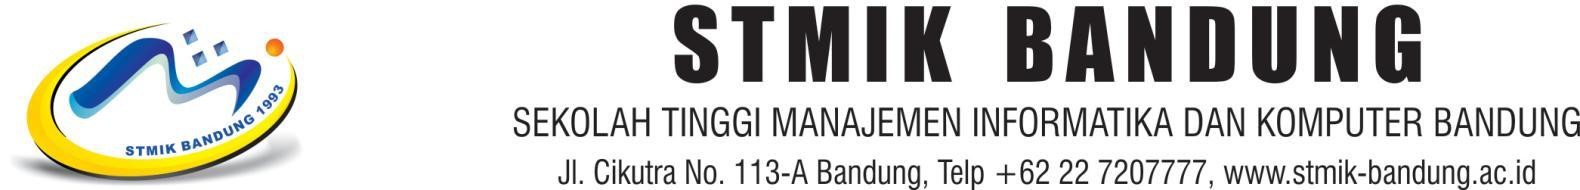 STMIK BANDUNG 1993
STMIK BANDUNG
SEKOLAH TINGGI MANAJEMEN INFORMATIKA DAN KOMPUTER BANDUNG
Jl. Cikutra No. 113-A Bandung, Telp +62 22 7207777, www.stmik-bandung.ac.id